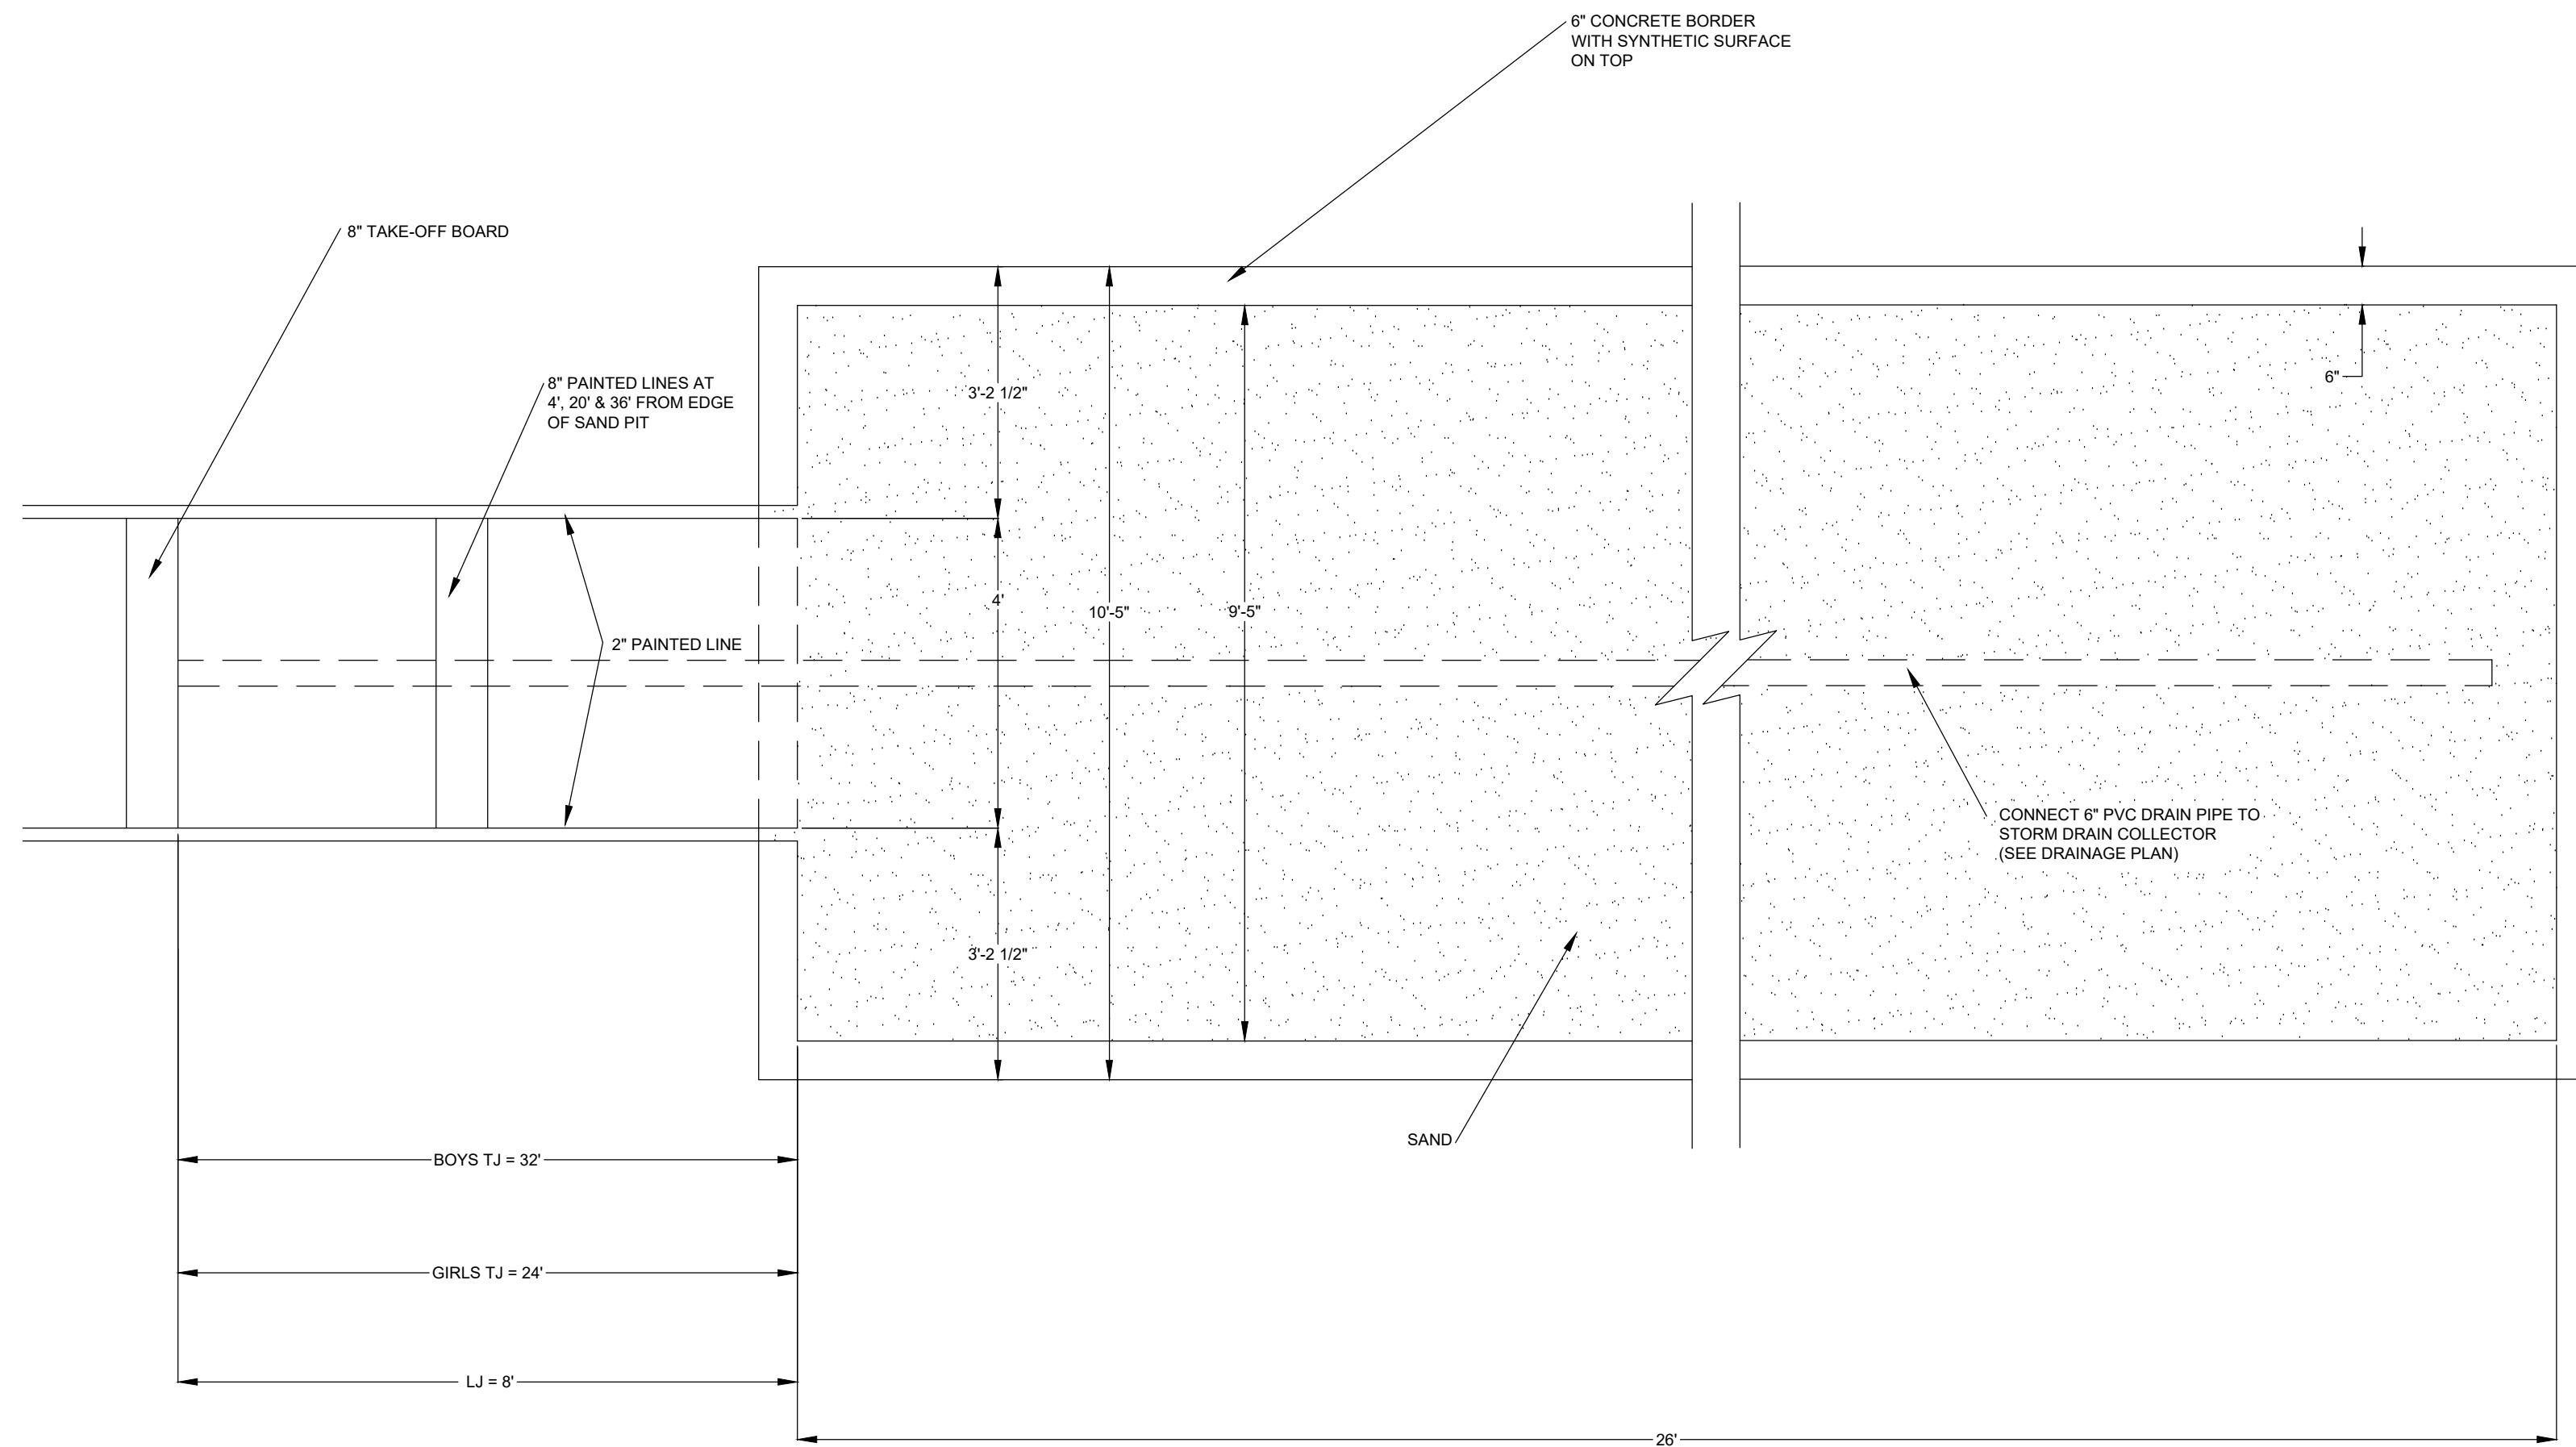 6" CONCRETE BORDER
WITH SYNTHETIC SURFACE
ON TOP
8" TAKE-OFF BOARD
8" PAINTED LINES AT
4', 20' & 36' FROM EDGE
OF SAND PIT
3'-2 1/2"
6"
4'
10'-5"
9'-5"
2" PAINTED LINE
CONNECT 6" PVC DRAIN PIPE TO
STORM DRAIN COLLECTOR
(SEE DRAINAGE PLAN)
3'-2 1/2"
SAND
BOYS TJ = 32'
GIRLS TJ = 24'
LJ = 8'
26'